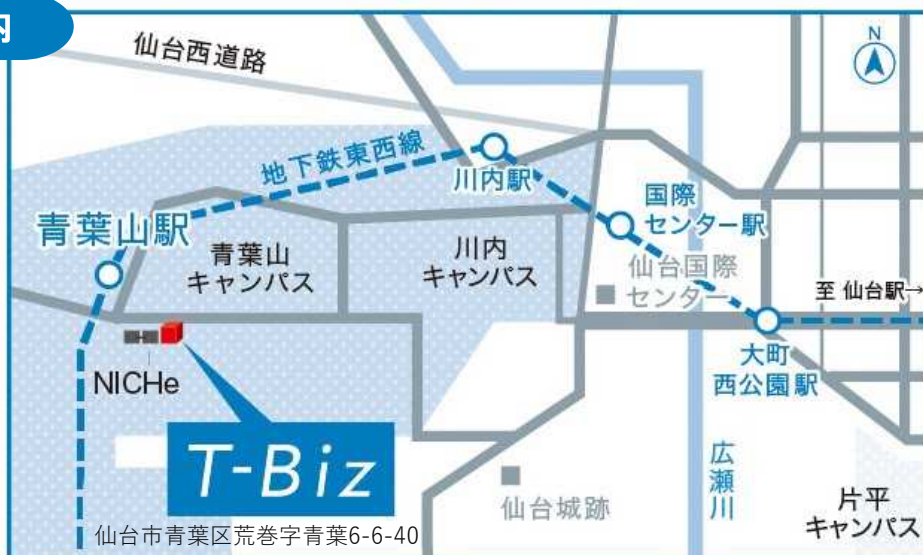 内
仙台西道路
N
地下鉄東西線
川内駅
国際
センター駅
青葉山駅
青葉山
キャンパス
川内
キャンパス
仙台国際
センター
至 仙台駅→
大町
西公園駅
NICHe
T-Biz
広瀬川
仙台城跡
片平
キャンパス
仙台市青葉区荒巻字青葉6-6-40